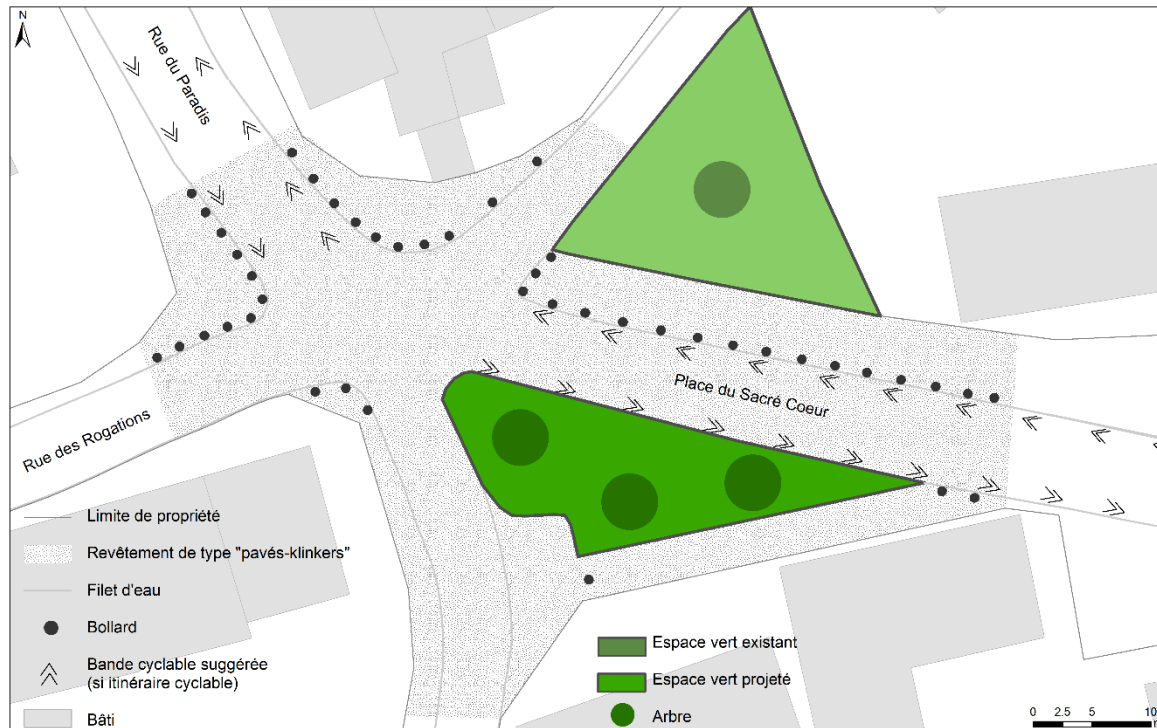 N
Rue du Paradis
Place du Sacré Coeur
Rue des Rogations
Limite de propriété
Revêtement de type "pavés-klinkers"
Filet d'eau
Bollard
Bande cyclable suggérée
(si itinéraire cyclable)
Bâti
Espace vert existant
Espace vert projeté
Arbre
0 2.5 5 10